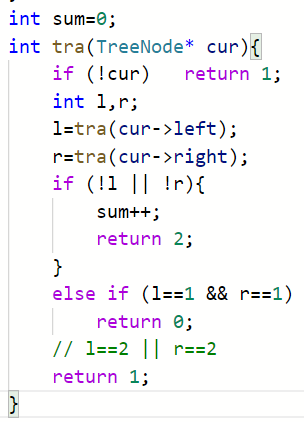 int sum=0;
int tra(TreeNode* cur){
    if (!cur)   return 1;
    int l,r;
    l=tra(cur->left);
    r=tra(cur->right);
    if (!l || !r){
        sum++;
        return 2;
    }
    else if (l==1 && r==1)
        return 0;
    // l==2 || r==2
    return 1;
}